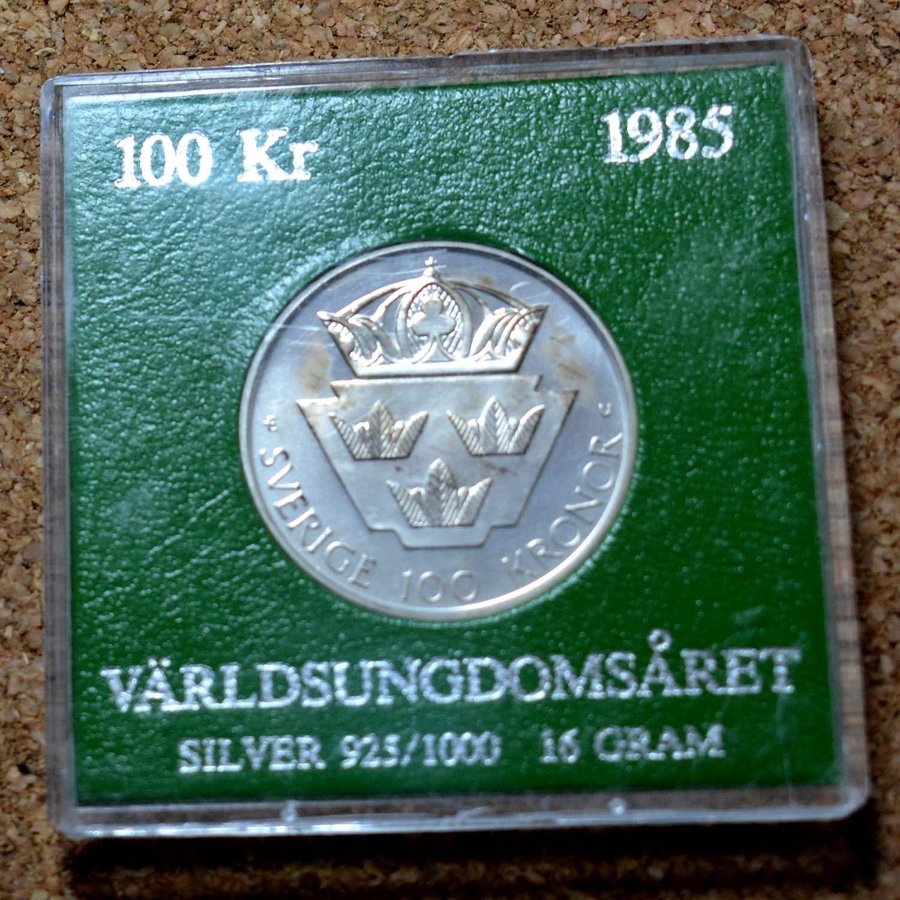 100 Kr 1985
SVERIGE 100 KRONOR
VÄRLDSUNGDOMSÅRET
SILVER 925/1000 16 GRAM